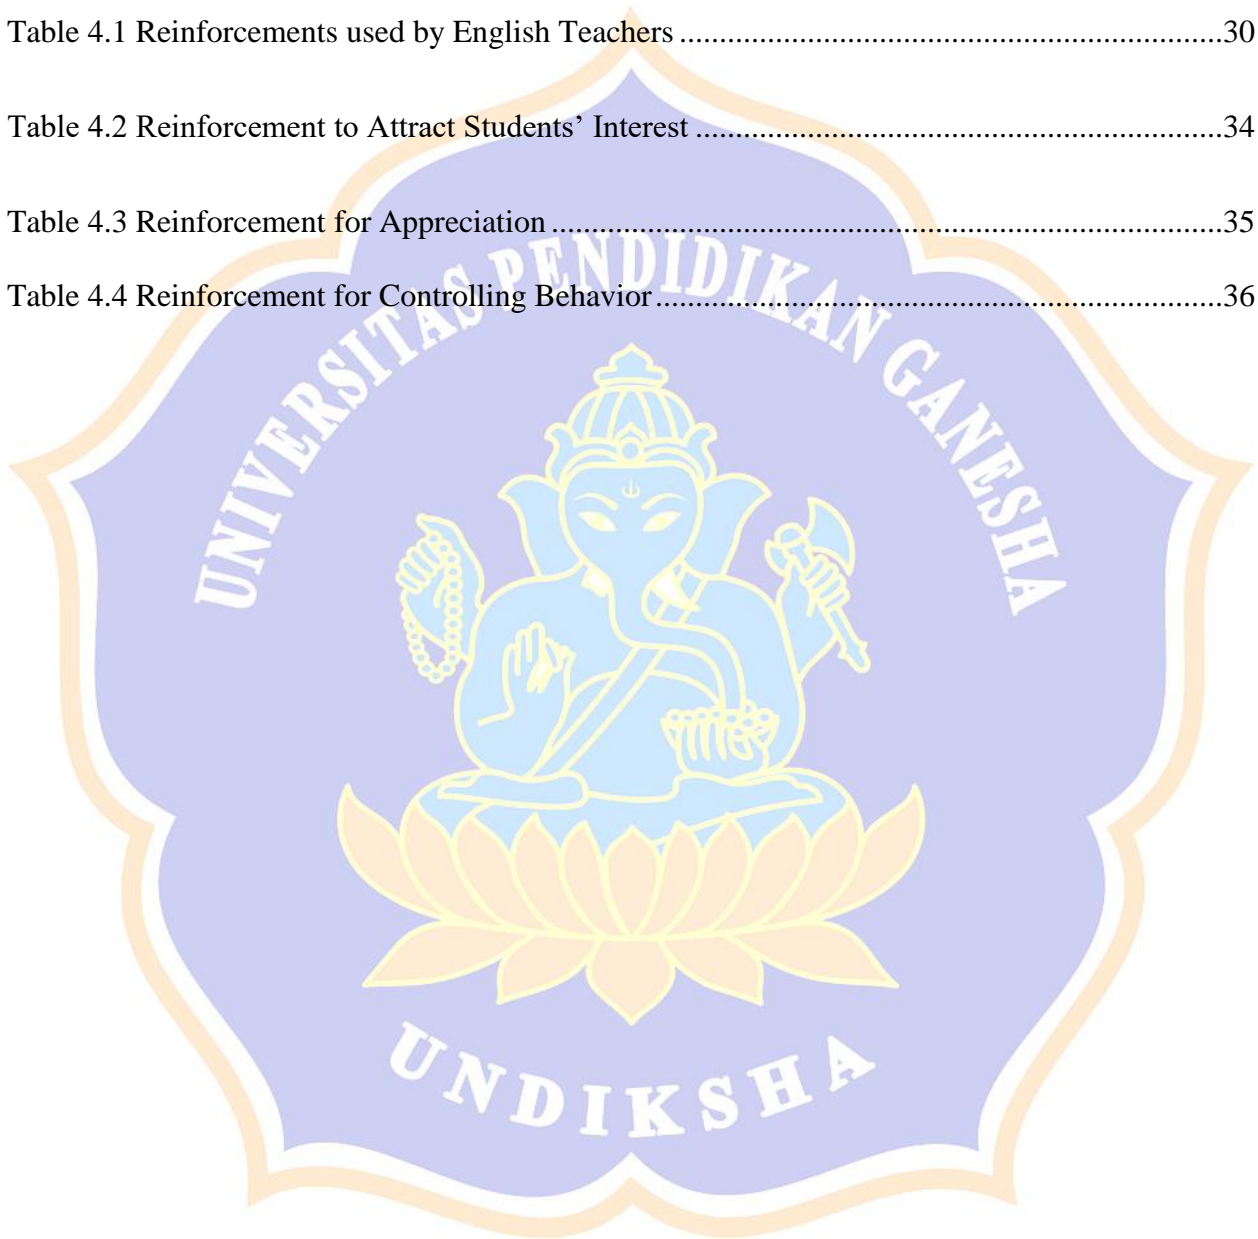 Table 4.1 Reinforcements used by English Teachers ....................................................................30
Table 4.2 Reinforcement to Attract Students’ Interest ..................................................................34
Table 4.3 Reinforcement for Appreciation ....................................................................................35
Table 4.4 Reinforcement for Controlling Behavior.......................................................................36
UNIVERSITAS PENDIDIKAN GANESHA
UNDIKSHA